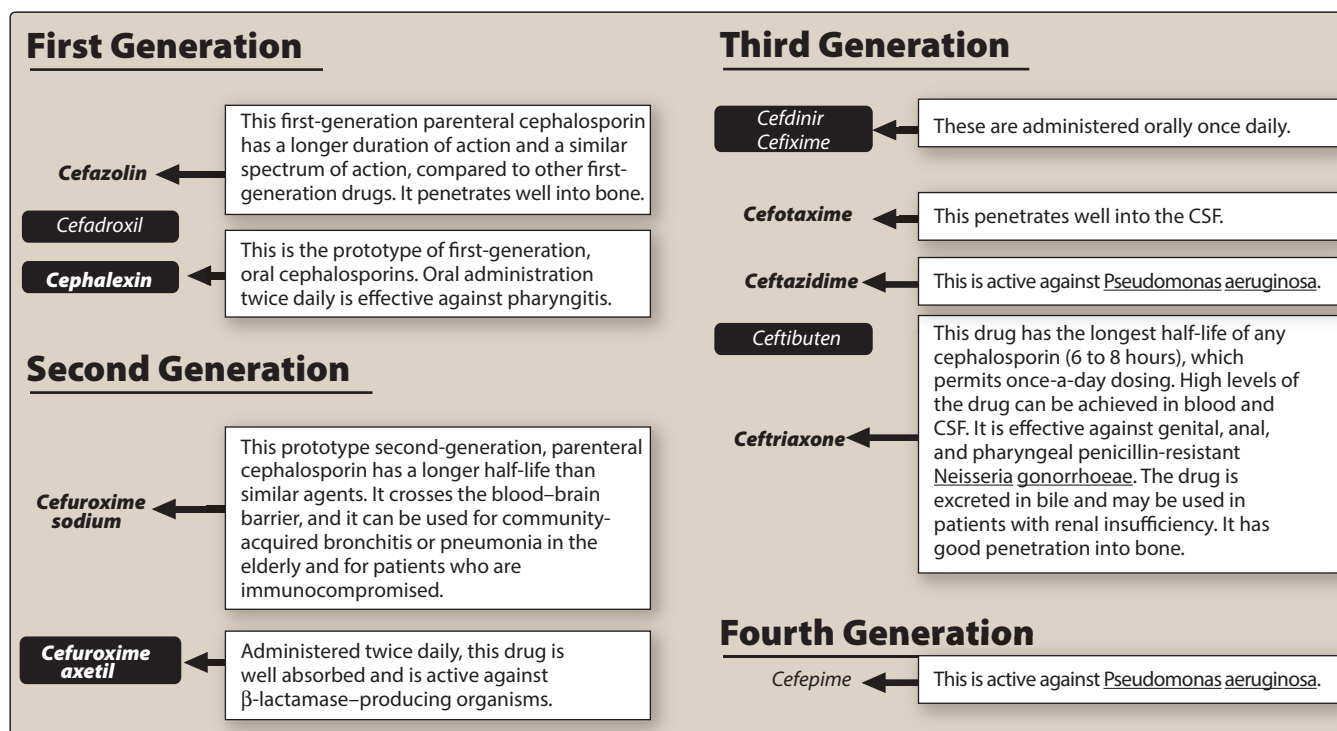 First Generation
Cefazolin
This first-generation parenteral cephalosporin
has a longer duration of action and a similar
spectrum of action, compared to other first-
generation drugs. It penetrates well into bone.
Cefadroxil
Cephalexin
This is the prototype of first-generation,
oral cephalosporins. Oral administration
twice daily is effective against pharyngitis.
Second Generation
Cefuroxime
sodium
This prototype second-generation, parenteral
cephalosporin has a longer half-life than
similar agents. It crosses the blood–brain
barrier, and it can be used for community-
acquired bronchitis or pneumonia in the
elderly and for patients who are
immunocompromised.
Cefuroxime
axetil
Administered twice daily, this drug is
well absorbed and is active against
β-lactamase–producing organisms.
Third Generation
Cefdinir
Cefixime
These are administered orally once daily.
Cefotaxime
This penetrates well into the CSF.
Ceftazidime
This is active against Pseudomonas aeruginosa.
Ceftibuten
Ceftriaxone
This drug has the longest half-life of any
cephalosporin (6 to 8 hours), which
permits once-a-day dosing. High levels of
the drug can be achieved in blood and
CSF. It is effective against genital, anal,
and pharyngeal penicillin-resistant
Neisseria gonorrhoeae. The drug is
excreted in bile and may be used in
patients with renal insufficiency. It has
good penetration into bone.
Fourth Generation
Cefepime
This is active against Pseudomonas aeruginosa.